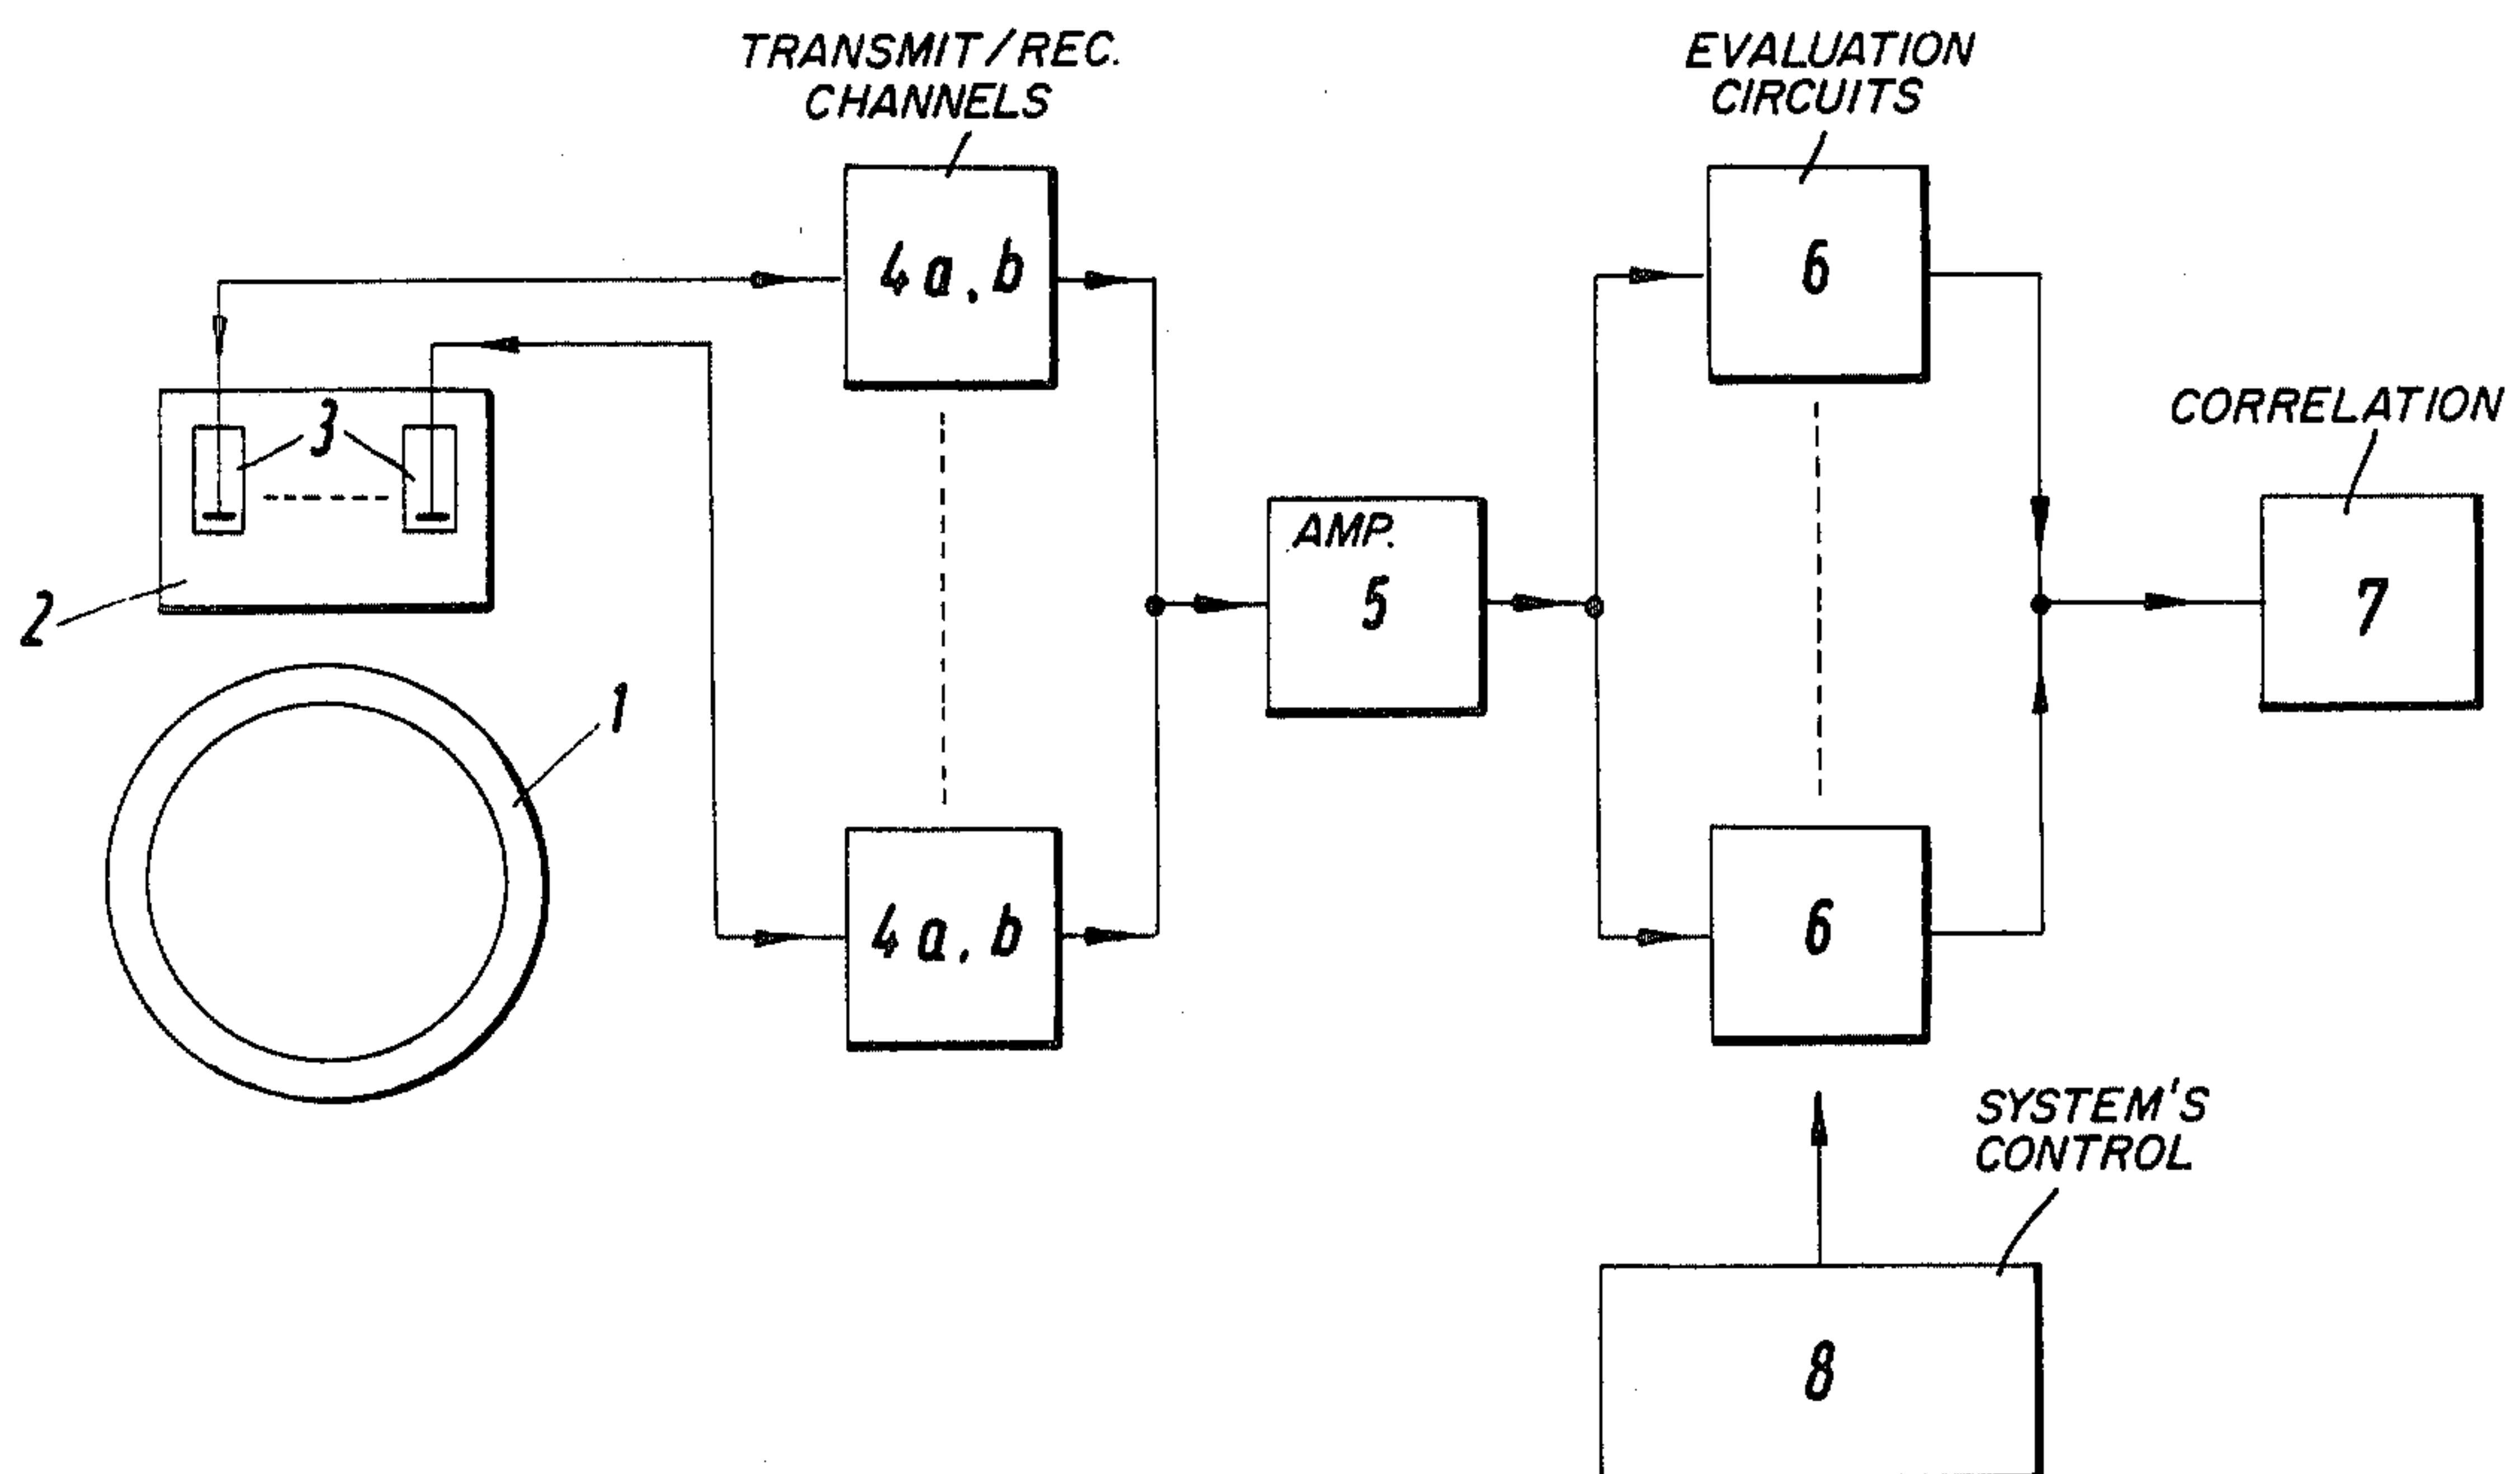 TRANSMIT/REC.
CHANNELS
EVALUATION
CIRCUITS
4a,b
6
CORRELATION
3
AMP.
5
7
2
1
4a,b
6
SYSTEM'S
CONTROL
8